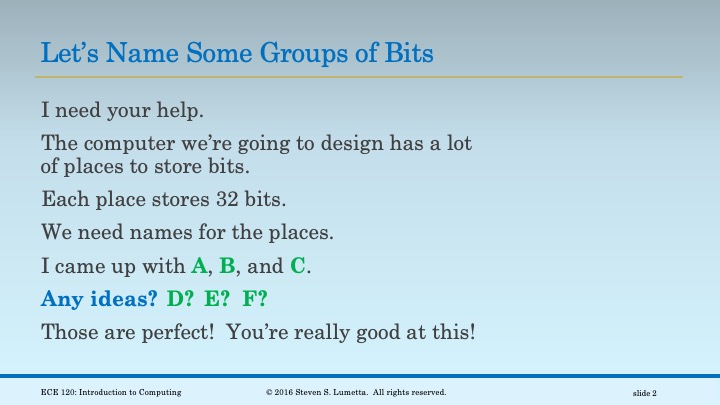 Let’s Name Some Groups of Bits
I need your help.
The computer we’re going to design has a lot
of places to store bits.
Each place stores 32 bits.
We need names for the places.
I came up with A, B, and C.
Any ideas? D? E? F?
Those are perfect! You’re really good at this!
ECE 120: Introduction to Computing
© 2016 Steven S. Lumetta. All rights reserved.
slide 2